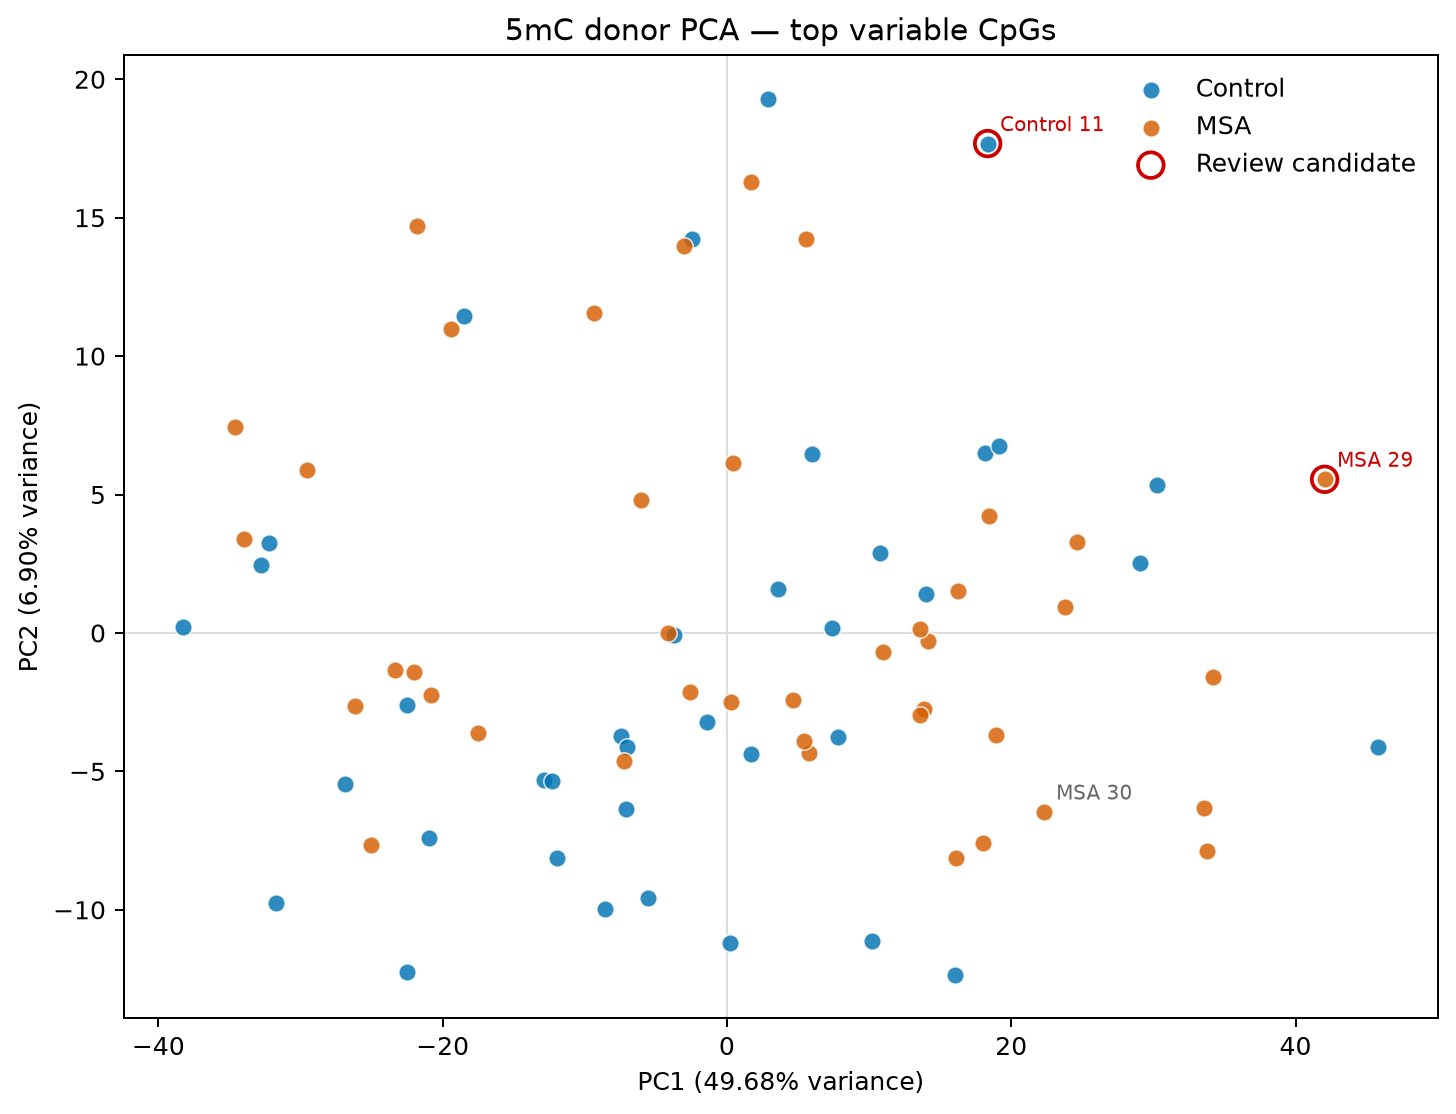 5mC donor PCA — top variable CpGs
Control
MSA
Review candidate
Control 11
MSA 29
MSA 30
20
15
10
5
0
−5
−10
PC2 (6.90% variance)
−40
−20
0
20
40
PC1 (49.68% variance)